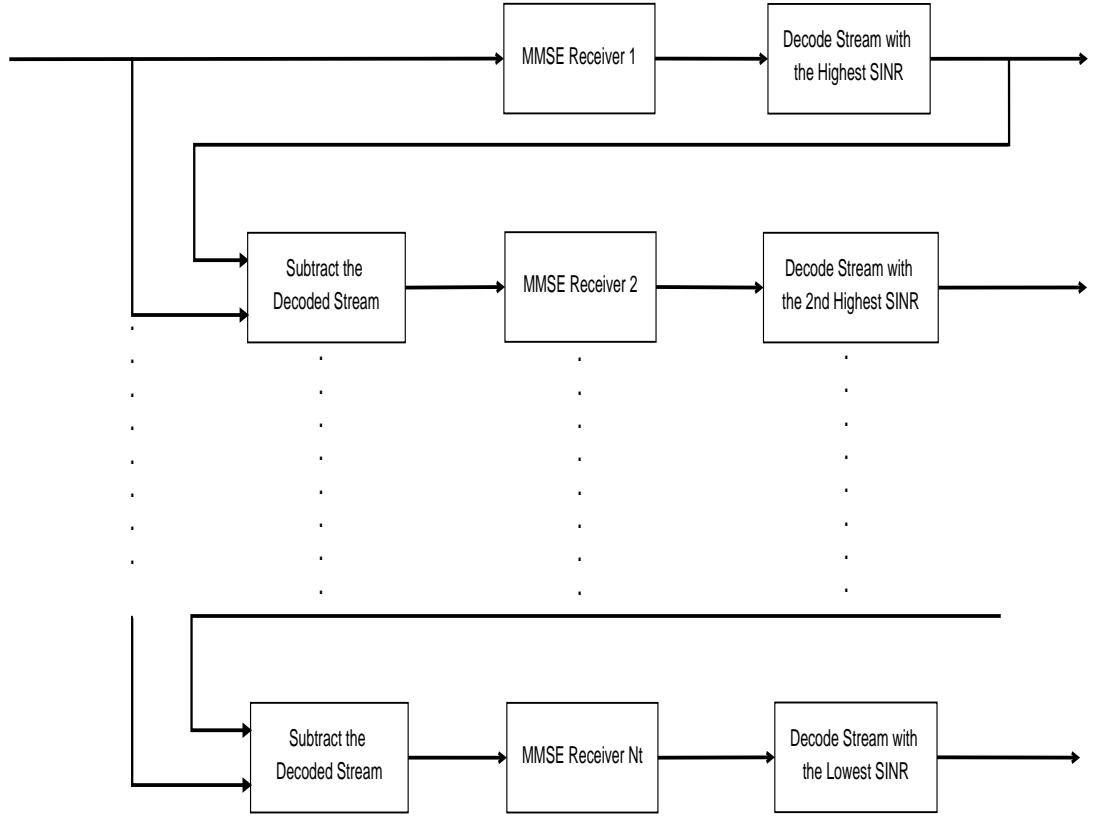 MMSE Receiver 1
Decode Stream with
the Highest SINR
Subtract the
Decoded Stream
MMSE Receiver 2
Decode Stream with
the 2nd Highest SINR
Subtract the
Decoded Stream
MMSE Receiver Nt
Decode Stream with
the Lowest SINR